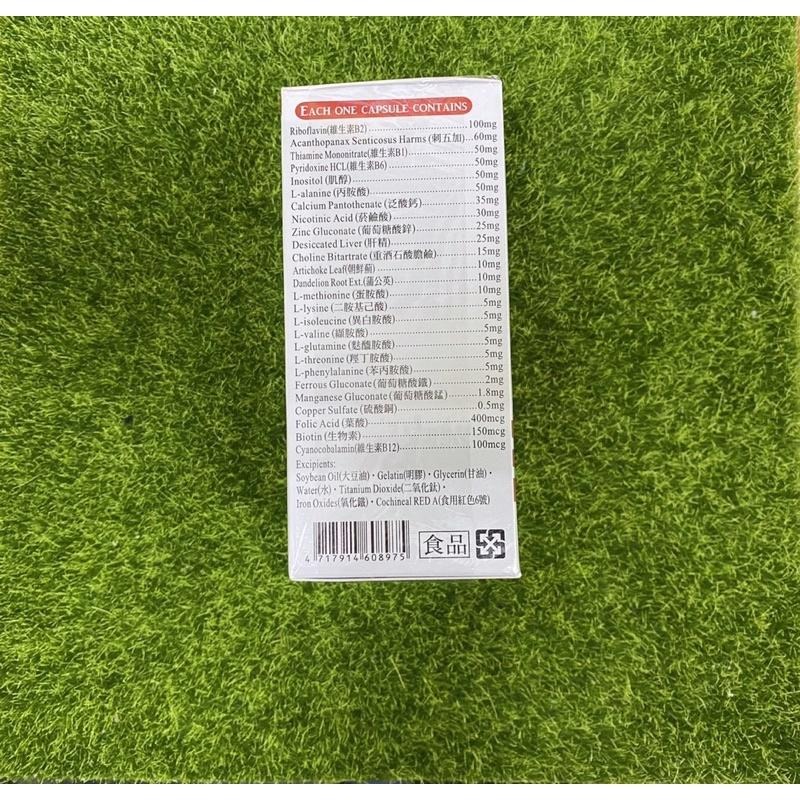 EACH ONE CAPSULE CONTAINS
Riboflavin(維生素B2)..........100mg
Acanthopanax Senticosus Harms (刺五加)...60mg
Thiamine Mononitrate(維生素B1)..........50mg
Pyridoxine HCL(維生素B6)..........50mg
Inositol (肌醇)..........50mg
L-alanine (丙胺酸)..........50mg
Calcium Pantothenate (泛酸鈣)..........35mg
Nicotinic Acid (菸鹼酸)..........30mg
Zinc Gluconate (葡萄糖酸鋅)..........25mg
Desiccated Liver (肝精)..........25mg
Choline Bitartrate (重酒石酸膽鹼)..........15mg
Artichoke Leaf(朝鮮薊)..........10mg
Dandelion Root Ext.(蒲公英)..........10mg
L-methionine (蛋胺酸)..........10mg
L-lysine (二胺基己酸)..........5mg
L-isoleucine (異白胺酸)..........5mg
L-valine (纈胺酸)..........5mg
L-glutamine (麩醯胺酸)..........5mg
L-threonine (羥丁胺酸)..........5mg
L-phenylalanine (苯丙胺酸)..........5mg
Ferrous Gluconate (葡萄糖酸鐵)..........2mg
Manganese Gluconate (葡萄糖酸錳)..........1.8mg
Copper Sulfate (硫酸銅)..........0.5mg
Folic Acid (葉酸)..........400mcg
Biotin (生物素)..........150mcg
Cyanocobalamin(維生素B12)..........100mcg
Excipients:
Soybean Oil(大豆油)・Gelatin(明膠)・Glycerin(甘油)・
Water(水)・Titanium Dioxide(二氧化鈦)・
Iron Oxides(氧化鐵)・Cochineal RED A(食用紅色6號)
4 717914 608975
食品